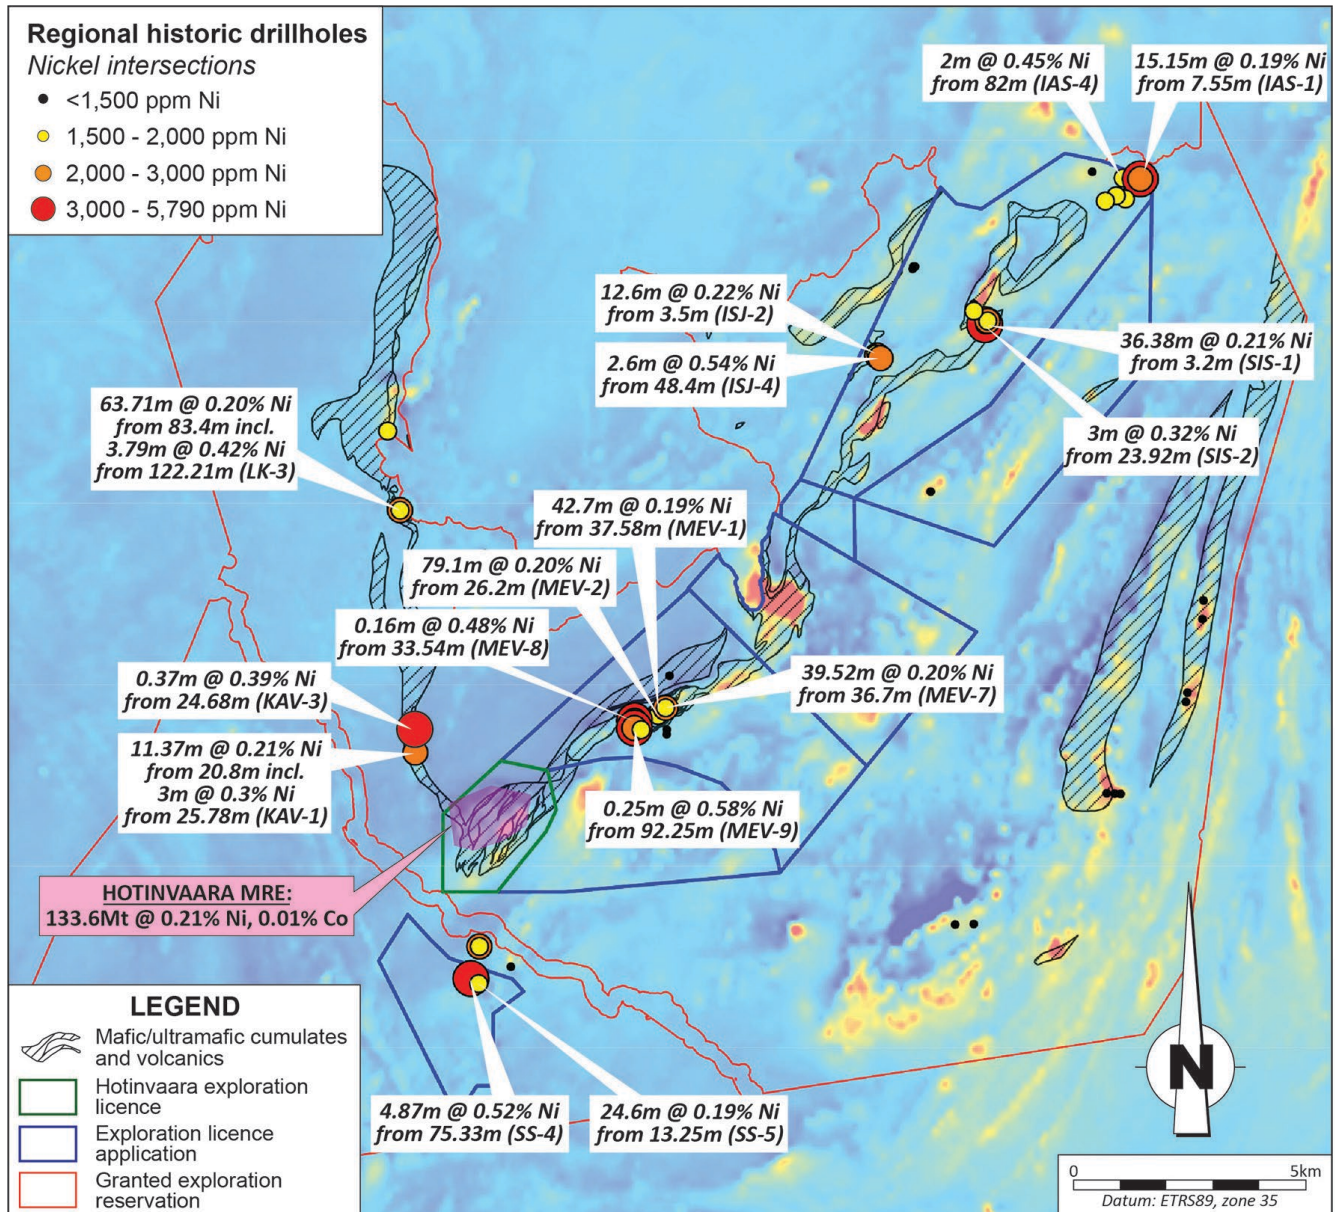 Regional historic drillholes
Nickel intersections
<1,500 ppm Ni
1,500 - 2,000 ppm Ni
2,000 - 3,000 ppm Ni
3,000 - 5,790 ppm Ni
2m @ 0.45% Ni
from 82m (IAS-4)
15.15m @ 0.19% Ni
from 7.55m (IAS-1)
12.6m @ 0.22% Ni
from 3.5m (ISJ-2)
2.6m @ 0.54% Ni
from 48.4m (ISJ-4)
36.38m @ 0.21% Ni
from 3.2m (SIS-1)
3m @ 0.32% Ni
from 23.92m (SIS-2)
63.71m @ 0.20% Ni
from 83.4m incl.
3.79m @ 0.42% Ni
from 122.21m (LK-3)
42.7m @ 0.19% Ni
from 37.58m (MEV-1)
79.1m @ 0.20% Ni
from 26.2m (MEV-2)
0.16m @ 0.48% Ni
from 33.54m (MEV-8)
39.52m @ 0.20% Ni
from 36.7m (MEV-7)
0.37m @ 0.39% Ni
from 24.68m (KAV-3)
11.37m @ 0.21% Ni
from 20.8m incl.
3m @ 0.3% Ni
from 25.78m (KAV-1)
0.25m @ 0.58% Ni
from 92.25m (MEV-9)
HOTINVAARA MRE:
133.6Mt @ 0.21% Ni, 0.01% Co
4.87m @ 0.52% Ni
from 75.33m (SS-4)
24.6m @ 0.19% Ni
from 13.25m (SS-5)
LEGEND
Mafic/ultramafic cumulates
and volcanics
Hotinvaara exploration
licence
Exploration licence
application
Granted exploration
reservation
N
0 5km
Datum: ETRS89, zone 35